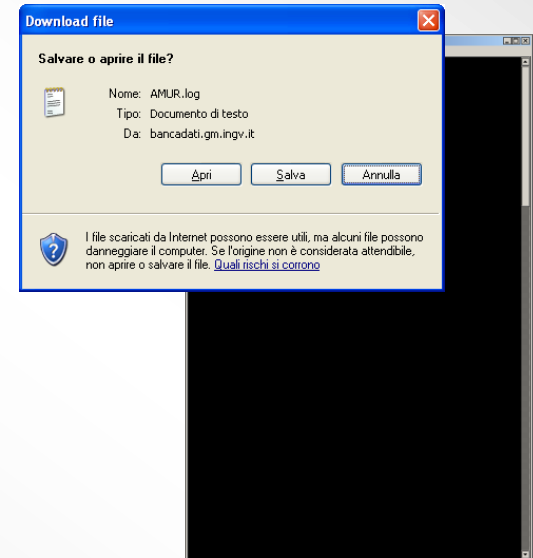 Download file
Salvare o aprire il file?
Nome: AMUR.log
Tipo: Documento di testo
Da: bancadati.gm.ingv.it
Apri Salva Annulla
I file scaricati da Internet possono essere utili, ma alcuni file possono
danneggiare il computer. Se l'origine non è considerata attendibile,
non aprire o salvare il file. Quali rischi si corrono